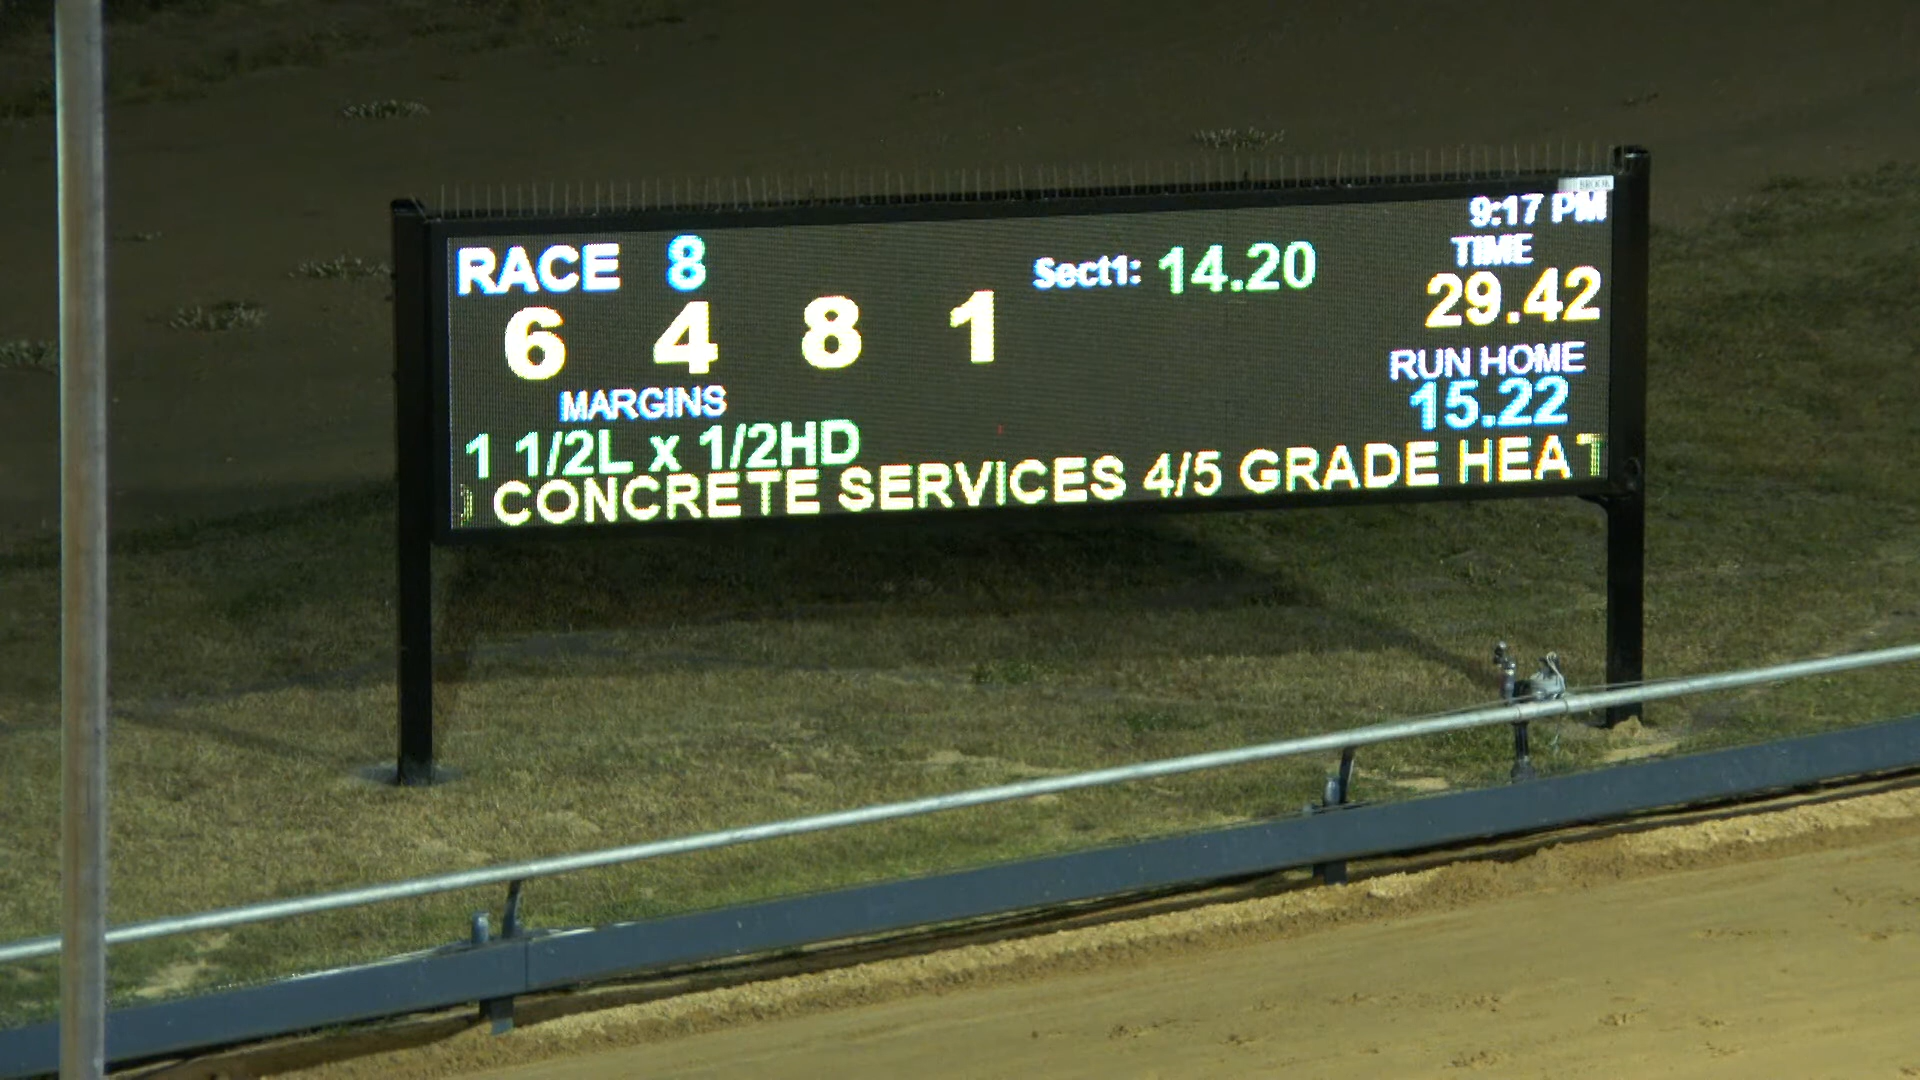 9:17 PM
RACE 8 Sect1: 14.20 TIME
29.42
6 4 8 1
RUN HOME
15.22
MARGINS
1 1/2L x 1/2HD
CONCRETE SERVICES 4/5 GRADE HEAT